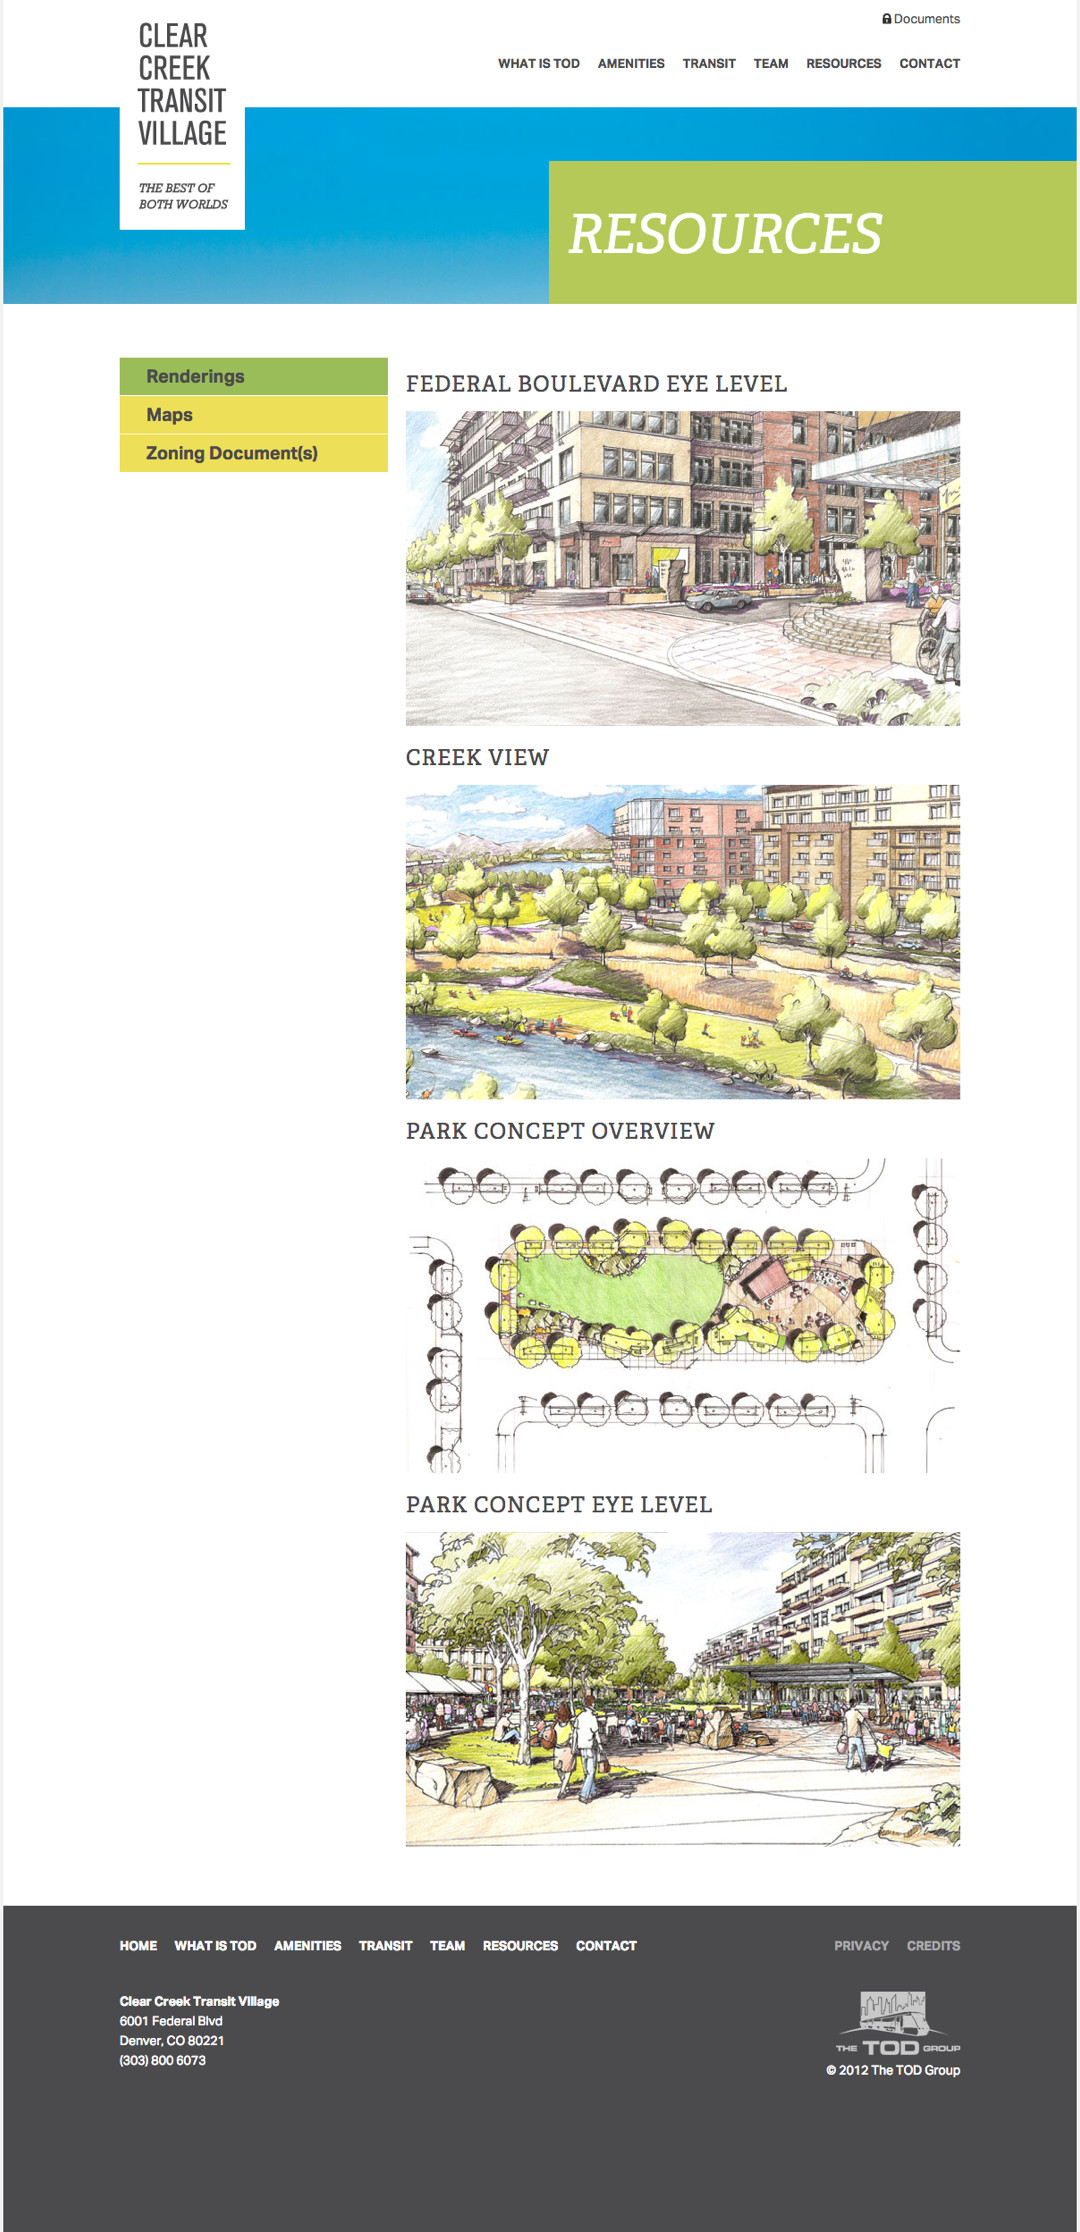 CLEAR
CREEK
TRANSIT
VILLAGE
THE BEST OF
BOTH WORLDS
Documents
WHAT IS TOD AMENITIES TRANSIT TEAM RESOURCES CONTACT
RESOURCES
Renderings
Maps
Zoning Document(s)
FEDERAL BOULEVARD EYE LEVEL
CREEK VIEW
PARK CONCEPT OVERVIEW
PARK CONCEPT EYE LEVEL
HOME WHAT IS TOD AMENITIES TRANSIT TEAM RESOURCES CONTACT
PRIVACY CREDITS
Clear Creek Transit Village
6001 Federal Blvd
Denver, CO 80221
(303) 800 6073
THE TOD GROUP
© 2012 The TOD Group